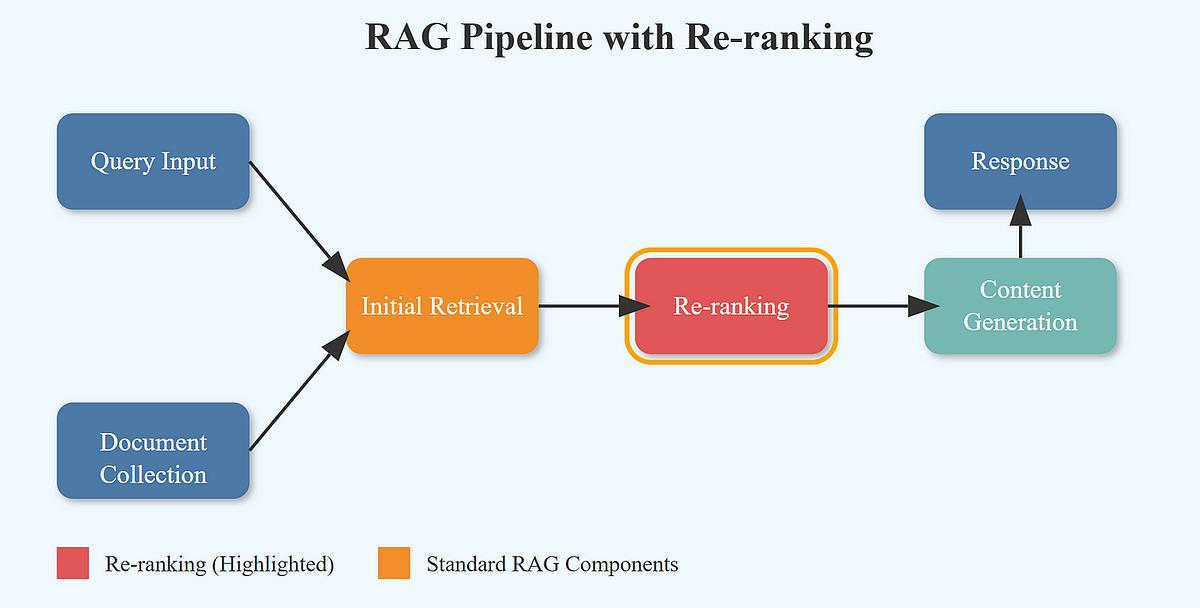 RAG Pipeline with Re-ranking
Query Input
Response
Initial Retrieval
Re-ranking
Content
Generation
Document
Collection
Re-ranking (Highlighted)
Standard RAG Components